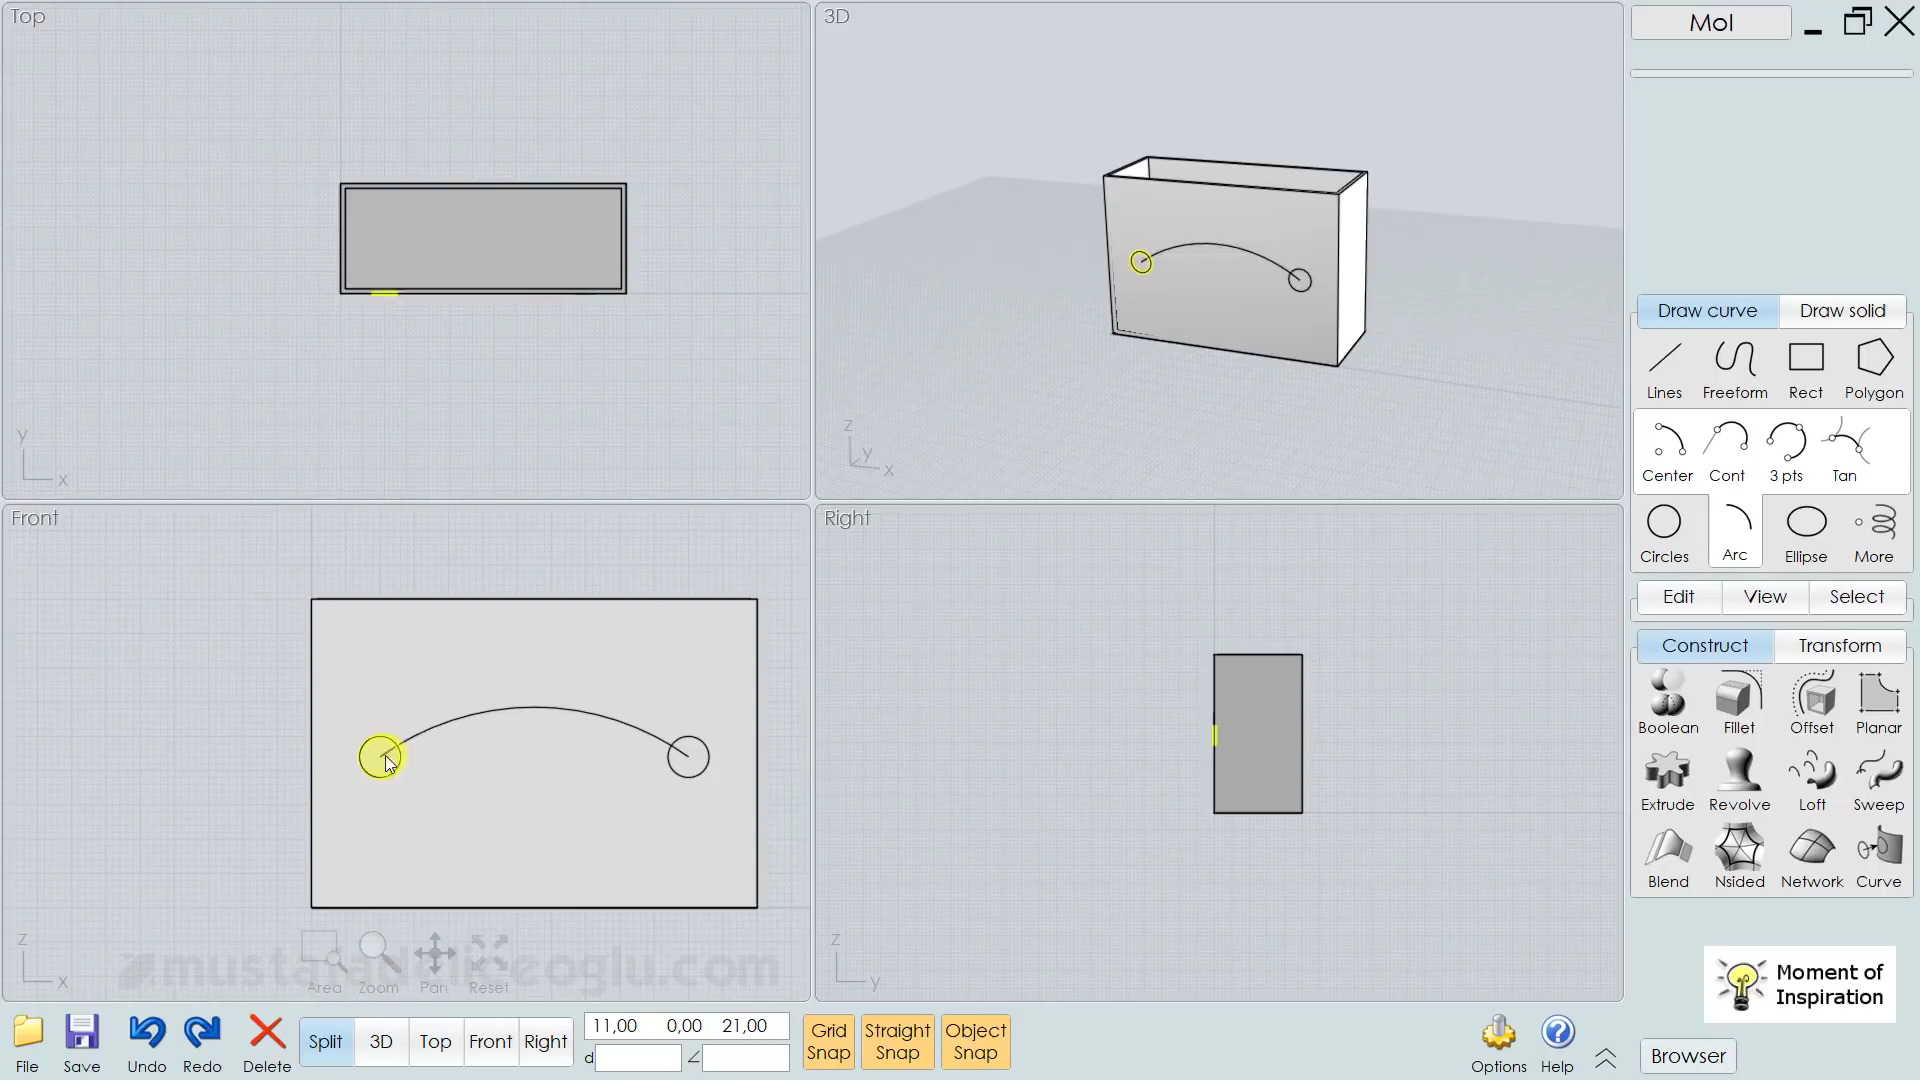 Top
3D
MoI
y
x
z
y
x
Front
Right
z
x
z
y
Area
Zoom
Pan
Reset
Draw curve
Draw solid
Lines
Freeform
Rect
Polygon
Center
Cont
3 pts
Tan
Circles
Arc
Ellipse
More
Edit
View
Select
Construct
Transform
Boolean
Fillet
Offset
Planar
Extrude
Revolve
Loft
Sweep
Blend
Nsided
Network
Curve
Moment of
Inspiration
File
Save
Undo
Redo
Delete
Split
3D
Top
Front
Right
11,00 0,00 21,00
d
∠
Grid
Snap
Straight
Snap
Object
Snap
Options
Help
Browser